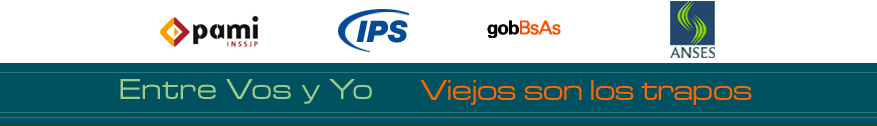 pami
INSSJP
IPS
gobBsAs
ANSES
Entre Vos y Yo Viejos son los trapos